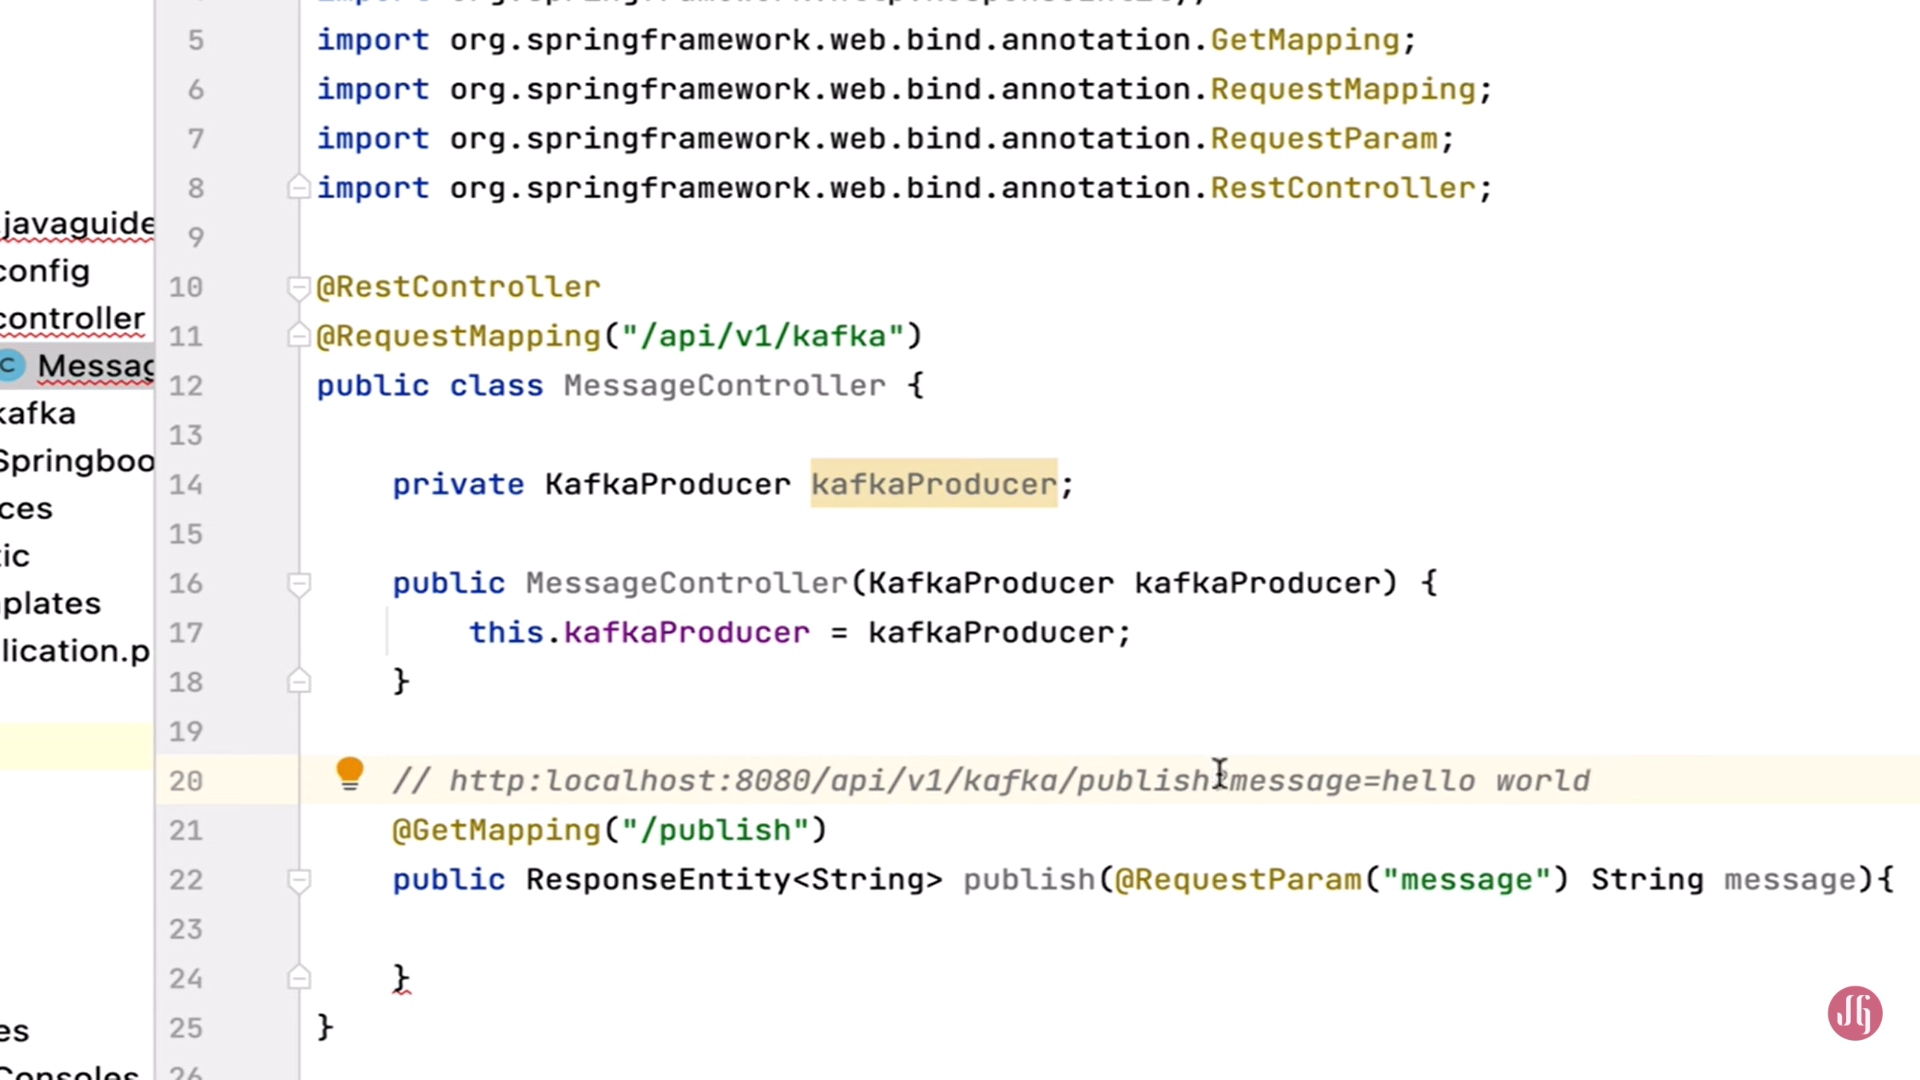 5 import org.springframework.web.bind.annotation.GetMapping;
6 import org.springframework.web.bind.annotation.RequestMapping;
7 import org.springframework.web.bind.annotation.RequestParam;
8 import org.springframework.web.bind.annotation.RestController;
javaguide
9
config
10 @RestController
controller
11 @RequestMapping("/api/v1/kafka")
C Messag
12 public class MessageController {
kafka
13
Springboo
14 private KafkaProducer kafkaProducer;
ces
15
tic
16 public MessageController(KafkaProducer kafkaProducer) {
plates
17 this.kafkaProducer = kafkaProducer;
lication.p
18 }
19
20 // http:localhost:8080/api/v1/kafka/publish?message=hello world
21 @GetMapping("/publish")
22 public ResponseEntity<String> publish(@RequestParam("message") String message){
23
24 }
25 }
es
26
Consoles
JG